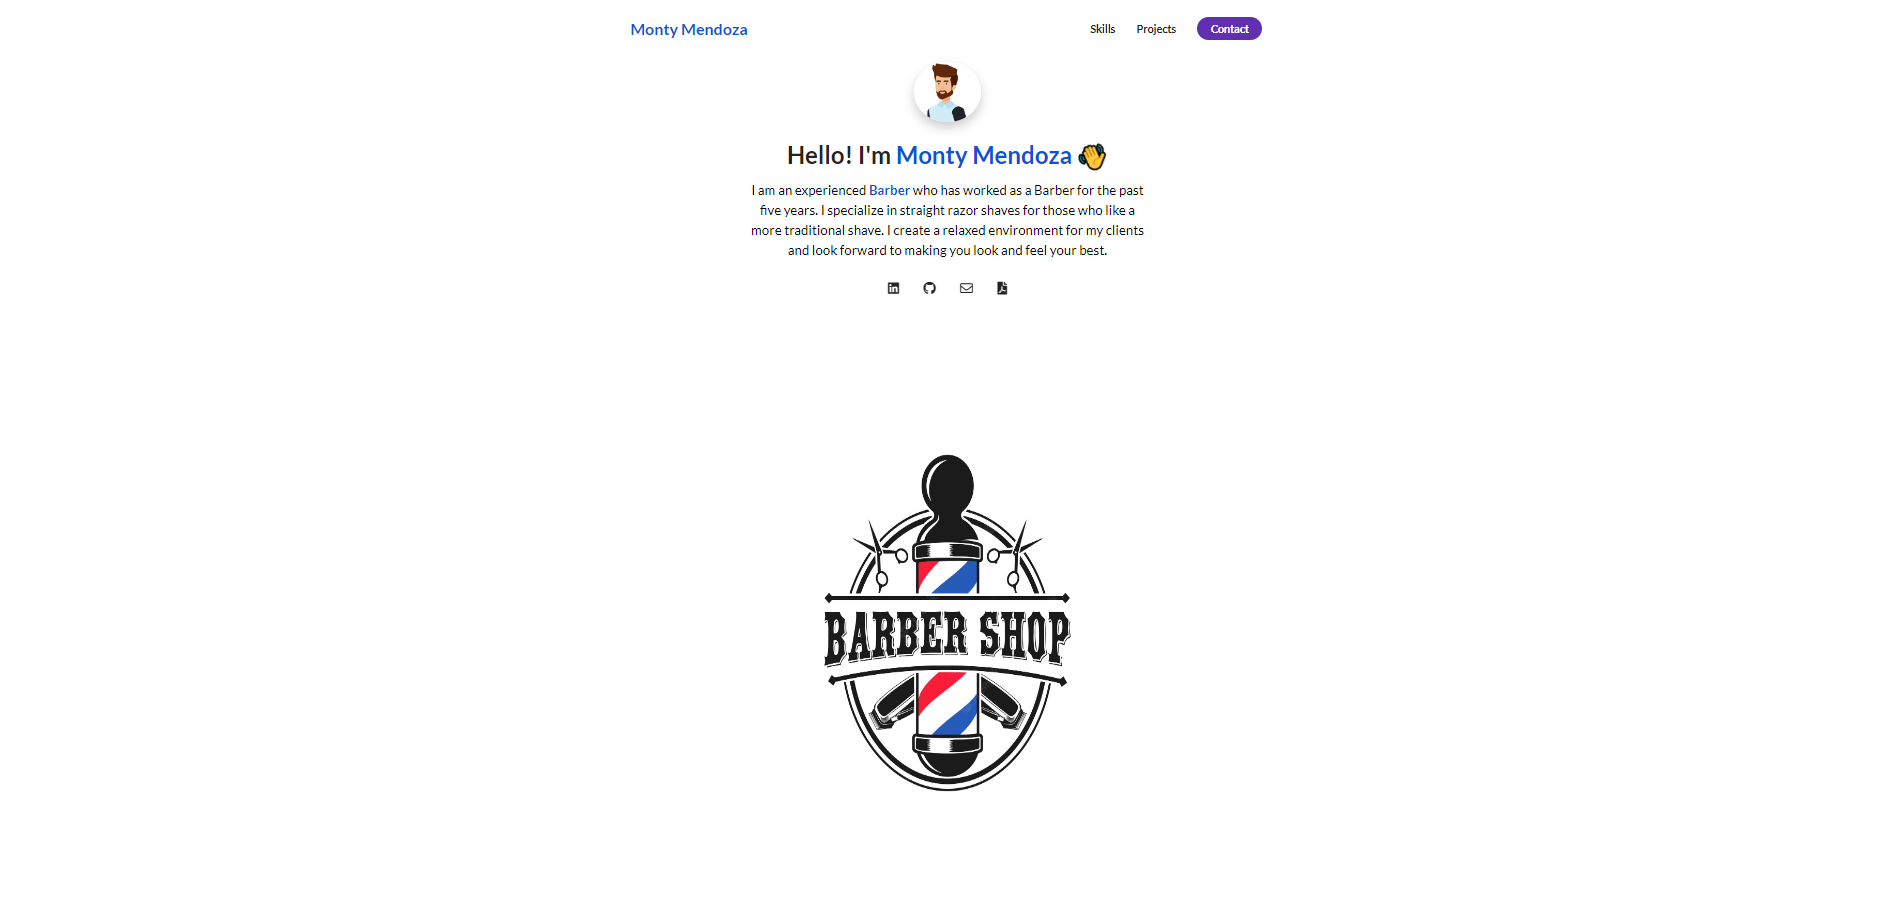 Monty Mendoza
Skills
Projects
Contact
Hello! I'm Monty Mendoza 👋
I am an experienced Barber who has worked as a Barber for the past
five years. I specialize in straight razor shaves for those who like a
more traditional shave. I create a relaxed environment for my clients
and look forward to making you look and feel your best.
in
BARBER SHOP